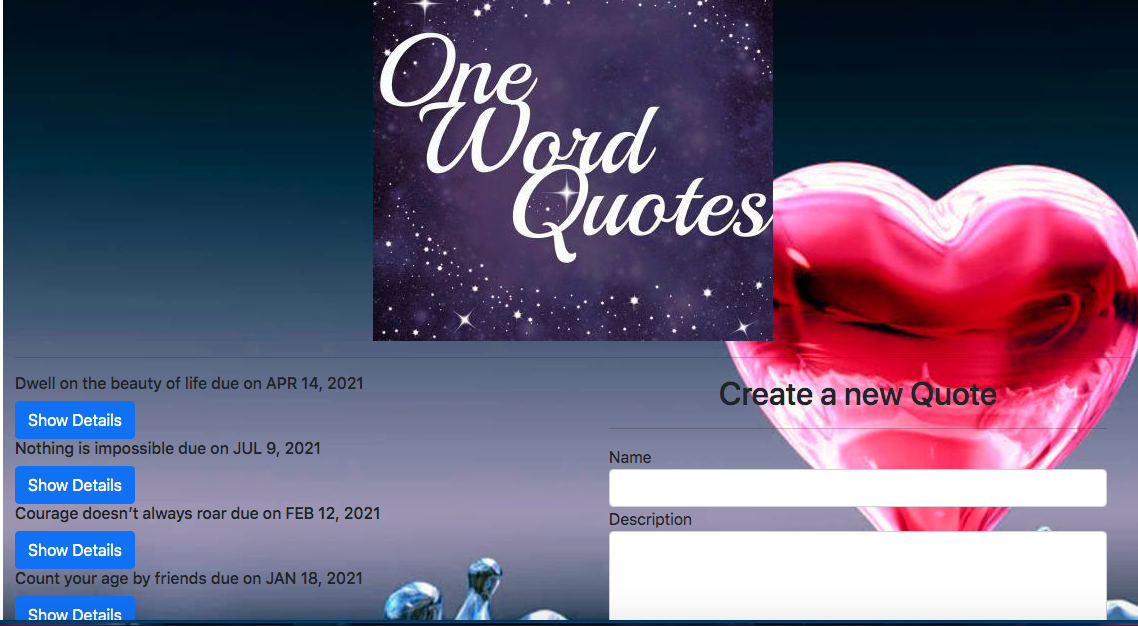 One
Word
Quotes
Dwell on the beauty of life due on APR 14, 2021
Show Details
Nothing is impossible due on JUL 9, 2021
Show Details
Courage doesn’t always roar due on FEB 12, 2021
Show Details
Count your age by friends due on JAN 18, 2021
Show Details
Create a new Quote
Name
Description